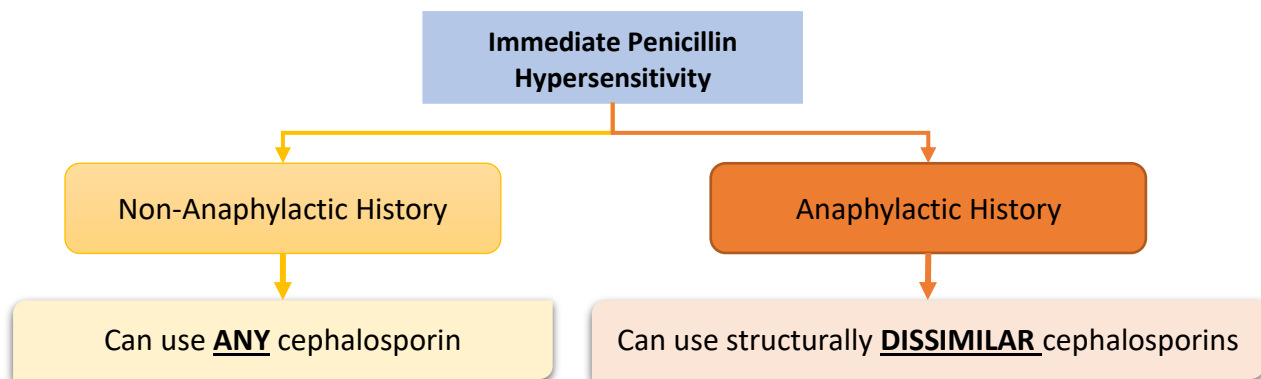 Immediate Penicillin
Hypersensitivity
Non-Anaphylactic History
Anaphylactic History
Can use ANY cephalosporin
Can use structurally DISSIMILAR cephalosporins